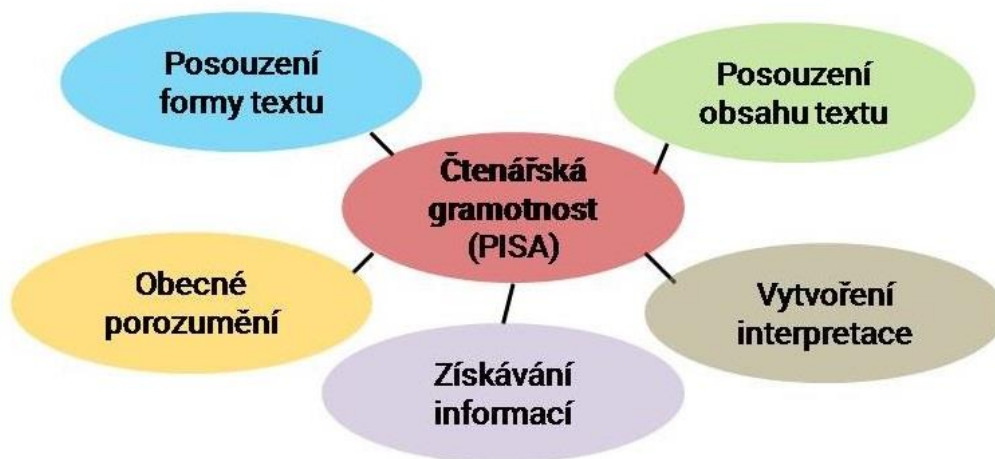 Posouzení
formy textu
Posouzení
obsahu textu
Čtenářská
gramotnost
(PISA)
Obecné
porozumění
Vytvoření
interpretace
Získávání
informací